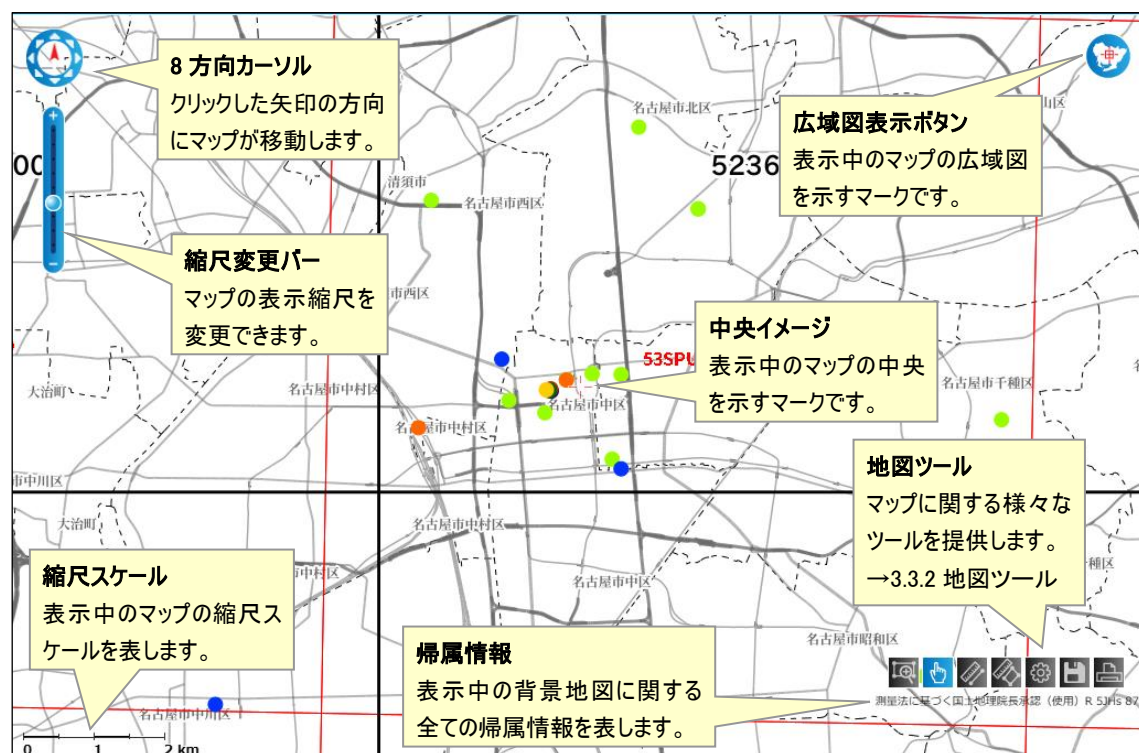 8 方向カーソル
クリックした矢印の方向
にマップが移動します。
広域図表示ボタン
表示中のマップの広域図
を示すマークです。
名古屋市北区
山区
5236
00
清須市
名古屋市西区
縮尺変更バー
マップの表示縮尺を
変更できます。
市西区
中央イメージ
表示中のマップの中央
を示すマークです。
53SPU
大治町
名古屋市中村区
名古屋市中区
名古屋市千種区
名古屋市中村区
地図ツール
マップに関する様々な
ツールを提供します。
→3.3.2 地図ツール
市中川区
大治町
名古屋市中村区
縮尺スケール
表示中のマップの縮尺ス
ケールを表します。
市中村区
名古屋市中区
種区
名古屋市昭和区
帰属情報
表示中の背景地図に関する
全ての帰属情報を表します。
測量法に基づく国土地理院長承認（使用）R 5JHs 87
名古屋市中川区
0 1 2 km